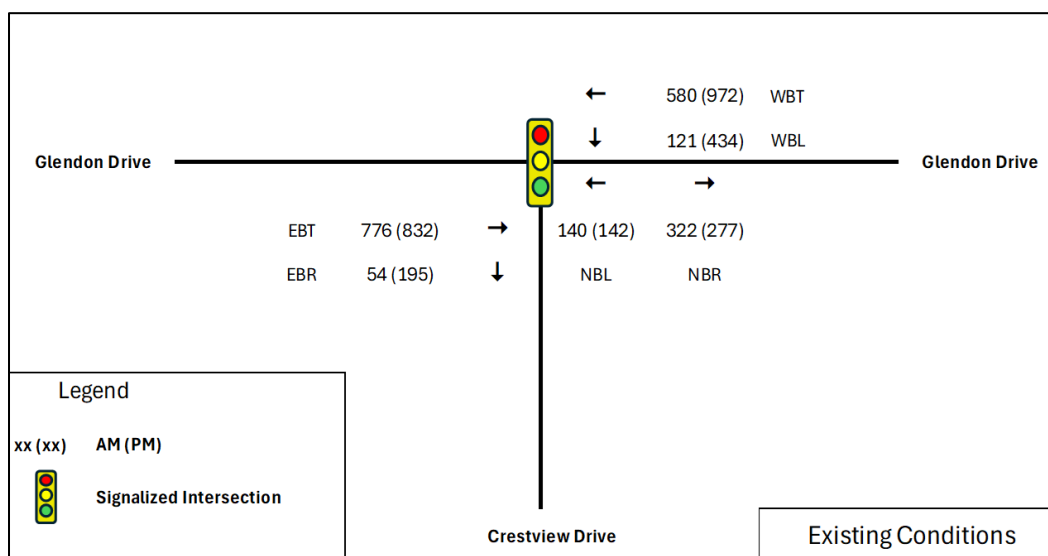 ← 580 (972) WBT
↓ 121 (434) WBL
Glendon Drive Glendon Drive
← →
EBT 776 (832) → 140 (142) 322 (277)
EBR 54 (195) ↓ NBL NBR
Legend
xx (xx) AM (PM)
Signalized Intersection
Crestview Drive
Existing Conditions